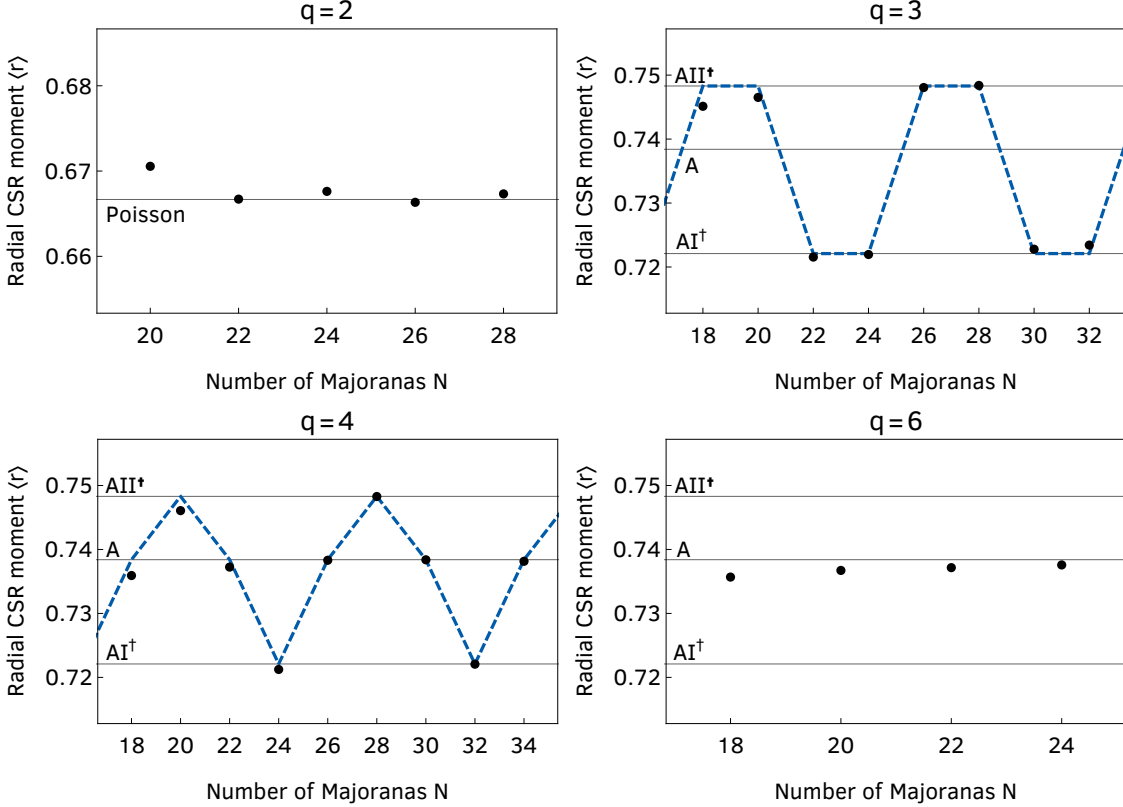 q=2
Radial CSR moment ⟨r⟩
0.68
0.67
0.66
Poisson
20 22 24 26 28
Number of Majoranas N
q=3
Radial CSR moment ⟨r⟩
0.75
0.74
0.73
0.72
AII†
A
AI†
18 20 22 24 26 28 30 32
Number of Majoranas N
q=4
Radial CSR moment ⟨r⟩
0.75
0.74
0.73
0.72
AII†
A
AI†
18 20 22 24 26 28 30 32 34
Number of Majoranas N
q=6
Radial CSR moment ⟨r⟩
0.75
0.74
0.73
0.72
AII†
A
AI†
18 20 22 24
Number of Majoranas N